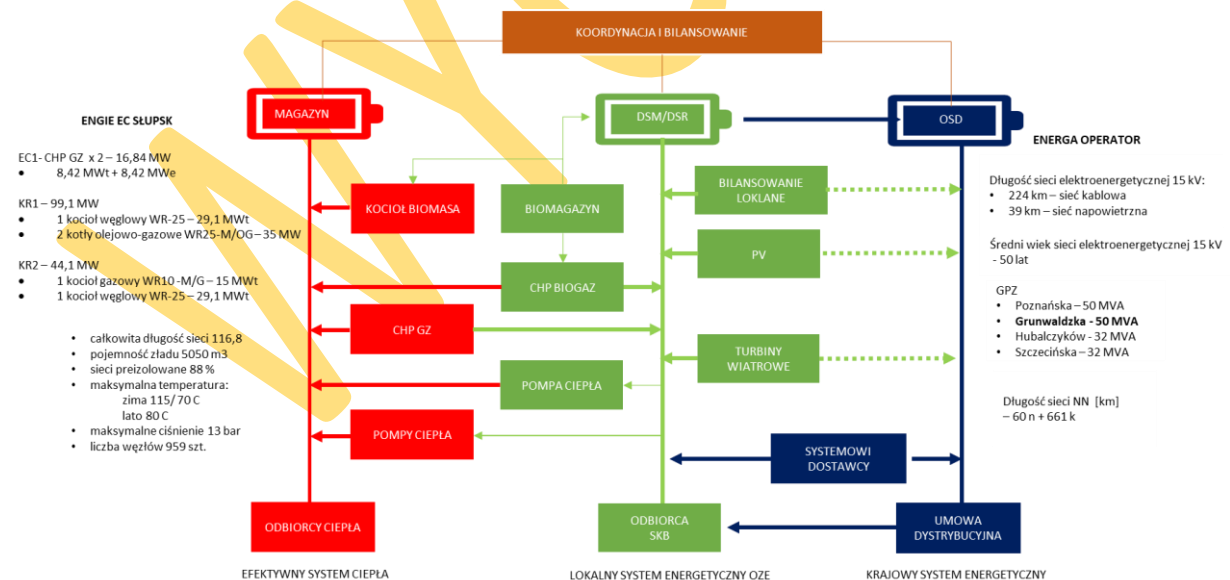 KOORDYNACJA I BILANSOWANIE
MAGAZYN
DSM/DSR
OSD
ENGIE EC SŁUPSK
EC1- CHP GZ x 2 – 16,84 MW
• 8,42 MWt + 8,42 MWe
KR1 – 99,1 MW
• 1 kocioł węglowy WR-25 – 29,1 MWt
• 2 kotły olejowo-gazowe WR25-M/OG – 35 MW
KR2 – 44,1 MW
• 1 kocioł gazowy WR10 -M/G – 15 MWt
• 1 kocioł węglowy WR-25 – 29,1 MWt
• całkowita długość sieci 116,8
• pojemność zładu 5050 m3
• sieci preizolowane 88 %
• maksymalna temperatura:
zima 115/ 70 C
lato 80 C
• maksymalne ciśnienie 13 bar
• liczba węzłów 959 szt.
KOCIOŁ BIOMASA
BIOMAGAZYN
CHP BIOGAZ
CHP GZ
POMPA CIEPŁA
POMPY CIEPŁA
BILANSOWANIE
LOKLANE
PV
TURBINY
WIATROWE
SYSTEMOWI
DOSTAWCY
ENERGA OPERATOR
Długość sieci elektroenergetycznej 15 kV:
• 224 km – sieć kablowa
• 39 km – sieć napowietrzna
Średni wiek sieci elektroenergetycznej 15 kV
- 50 lat
GPZ
• Poznańska – 50 MVA
• Grunwaldzka - 50 MVA
• Hubalczyków - 32 MVA
• Szczecińska – 32 MVA
Długość sieci NN [km]
– 60 n + 661 k
ODBIORCY CIEPŁA
ODBIORCA
SKB
UMOWA
DYSTRYBUCYJNA
EFEKTYWNY SYSTEM CIEPŁA
LOKALNY SYSTEM ENERGETYCZNY OZE
KRAJOWY SYSTEM ENERGETYCZNY